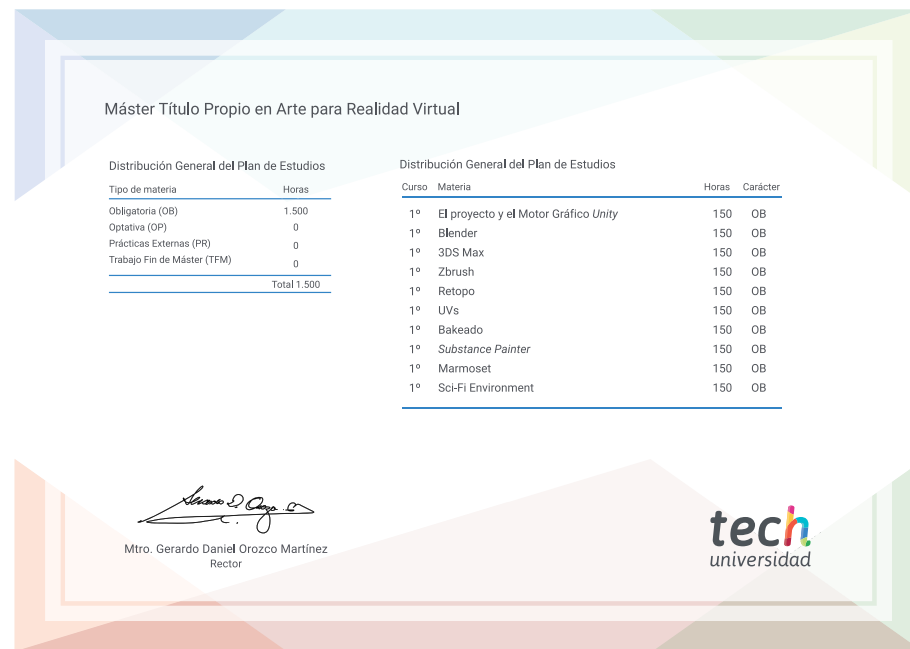 Máster Título Propio en Arte para Realidad Virtual
Distribución General del Plan de Estudios
Tipo de materia Horas
Obligatoria (OB) 1.500
Optativa (OP) 0
Prácticas Externas (PR) 0
Trabajo Fin de Máster (TFM) 0
Total 1.500
Distribución General del Plan de Estudios
Curso Materia Horas Carácter
1º El proyecto y el Motor Gráfico Unity 150 OB
1º Blender 150 OB
1º 3DS Max 150 OB
1º Zbrush 150 OB
1º Retopo 150 OB
1º UVs 150 OB
1º Bakeado 150 OB
1º Substance Painter 150 OB
1º Marmoset 150 OB
1º Sci-Fi Environment 150 OB
Mtro. Gerardo Daniel Orozco Martínez
Rector
tech
universidad